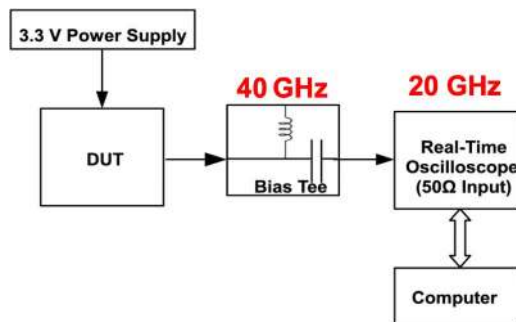 3.3 V Power Supply
40 GHz
20 GHz
DUT
Bias Tee
Real-Time
Oscilloscope
(50Ω Input)
Computer